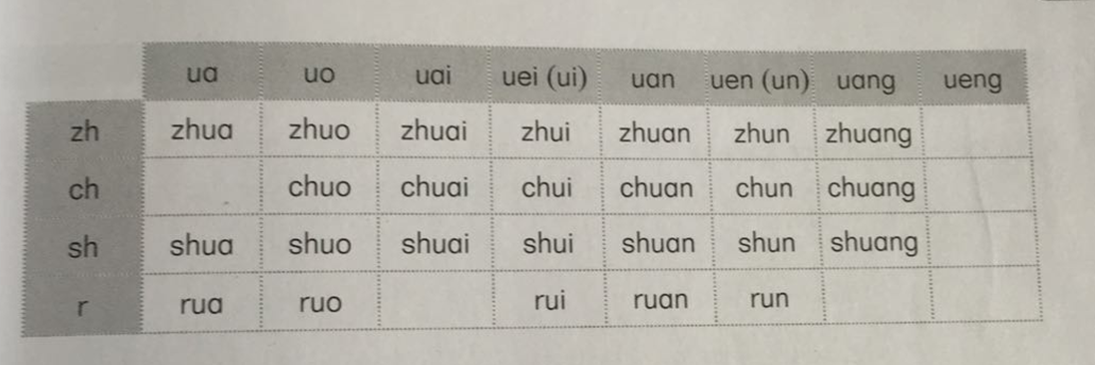 ua uo uai uei (ui) uan uen (un) uang ueng
zh zhua zhuo zhuai zhui zhuan zhun zhuang
ch chuo chuai chui chuan chun chuang
sh shua shuo shuai shui shuan shun shuang
r rua ruo rui ruan run